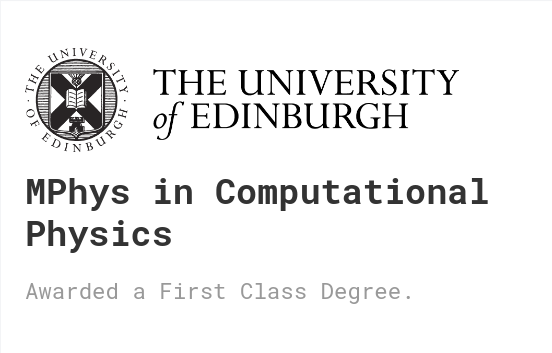 THE UNIVERSITY
OF EDINBURGH
THE UNIVERSITY
of EDINBURGH
MPhys in Computational
Physics
Awarded a First Class Degree.